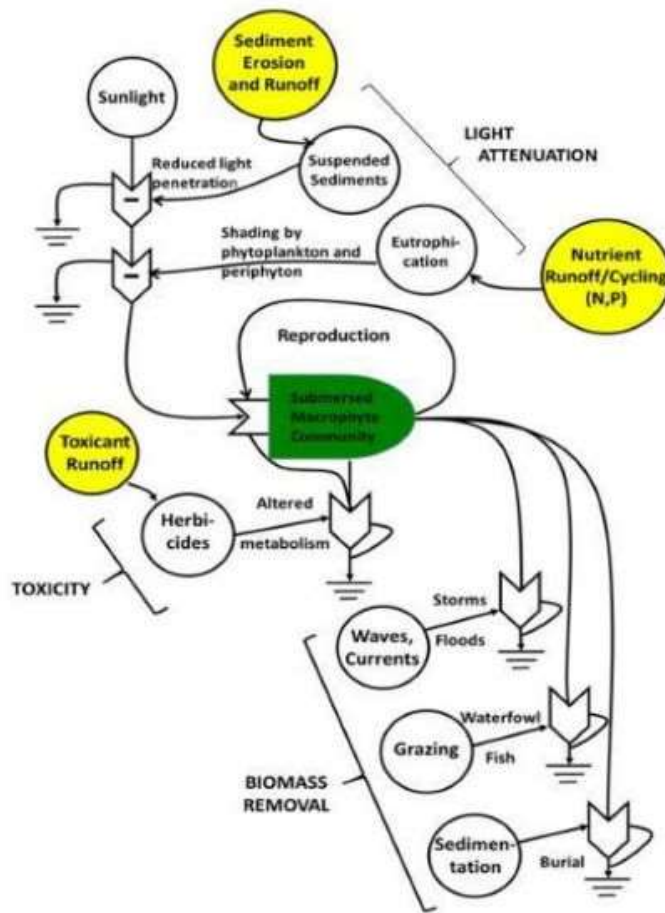 Sediment
Erosion
and Runoff
Sunlight
LIGHT
ATTENUATION
Suspended
Sediments
Reduced light
penetration
−
Shading by
phytoplankton and
periphyton
Eutrophi-
cation
Nutrient
Runoff/Cycling
(N,P)
−
Reproduction
Submersed
Macrophyte
Community
Toxicant
Runoff
Herbi-
cides
Altered
metabolism
TOXICITY
Waves,
Currents
Storms
Floods
Grazing
Waterfowl
Fish
BIOMASS
REMOVAL
Sedimen-
tation
Burial